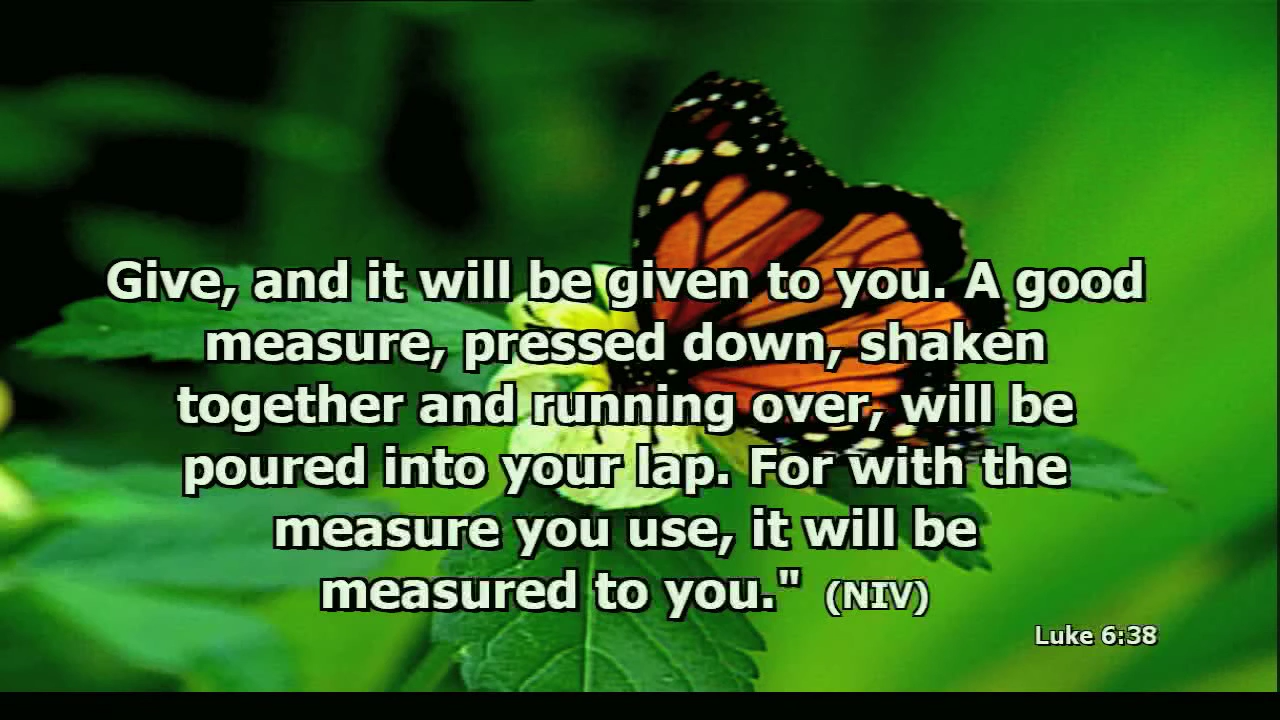 Give, and it will be given to you. A good
measure, pressed down, shaken
together and running over, will be
poured into your lap. For with the
measure you use, it will be
measured to you." (NIV)
Luke 6:38